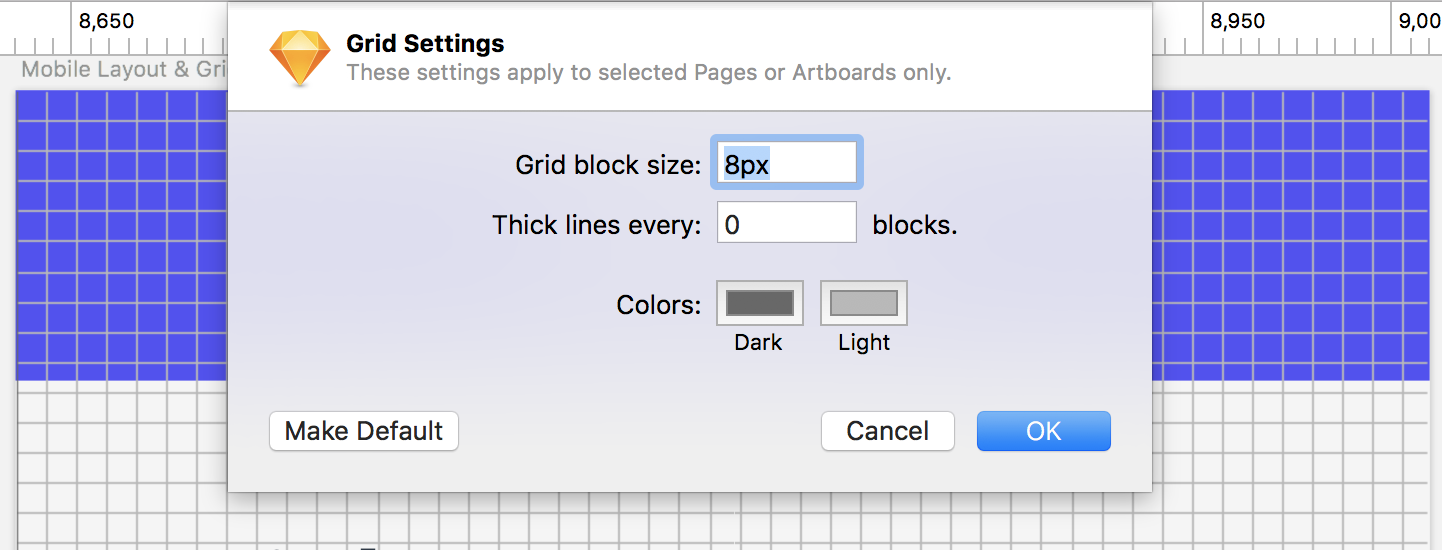 8,650
8,950
9,00
Mobile Layout & Gri
Grid Settings
These settings apply to selected Pages or Artboards only.
Grid block size: 8px
Thick lines every: 0 blocks.
Colors:
Dark Light
Make Default Cancel OK